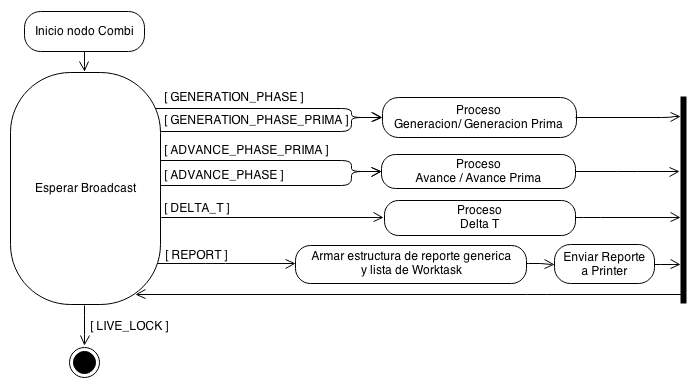 Inicio nodo Combi
[ GENERATION_PHASE ]
[ GENERATION_PHASE_PRIMA ]
Proceso
Generacion/ Generacion Prima
[ ADVANCE_PHASE_PRIMA ]
[ ADVANCE_PHASE ]
Proceso
Avance / Avance Prima
Esperar Broadcast
[ DELTA_T ]
Proceso
Delta T
[ REPORT ]
Armar estructura de reporte generica
y lista de Worktask
Enviar Reporte
a Printer
[ LIVE_LOCK ]